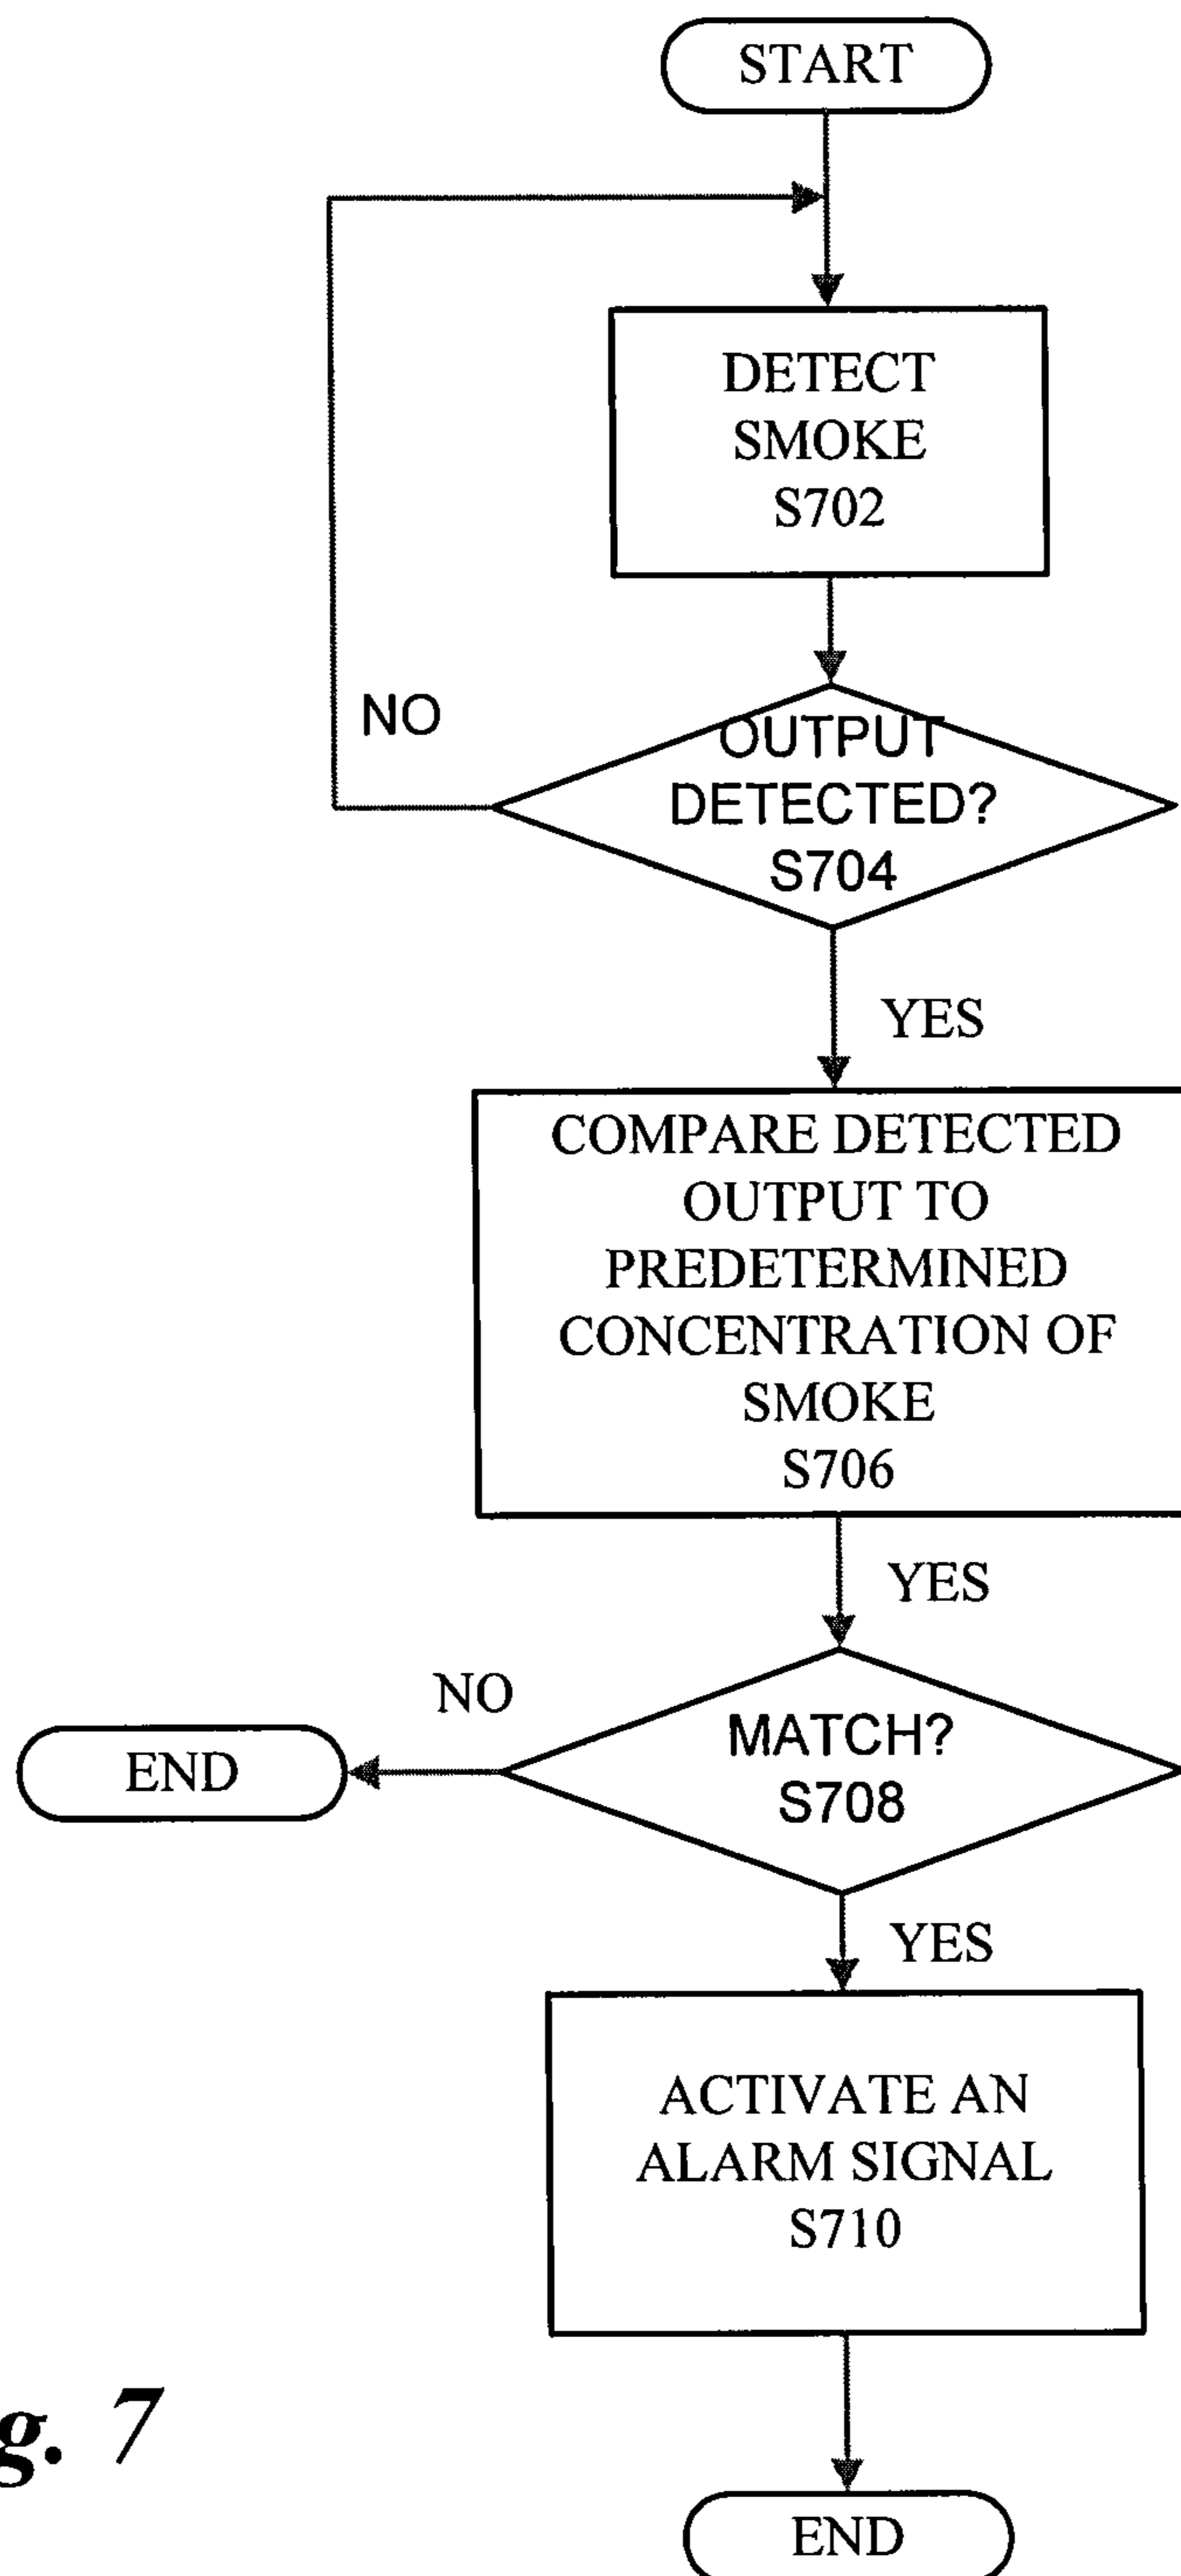 START
DETECT
SMOKE
S702
NO
OUTPUT
DETECTED?
S704
YES
COMPARE DETECTED
OUTPUT TO
PREDETERMINED
CONCENTRATION OF
SMOKE
S706
YES
NO
MATCH?
S708
END
YES
ACTIVATE AN
ALARM SIGNAL
S710
g. 7
END